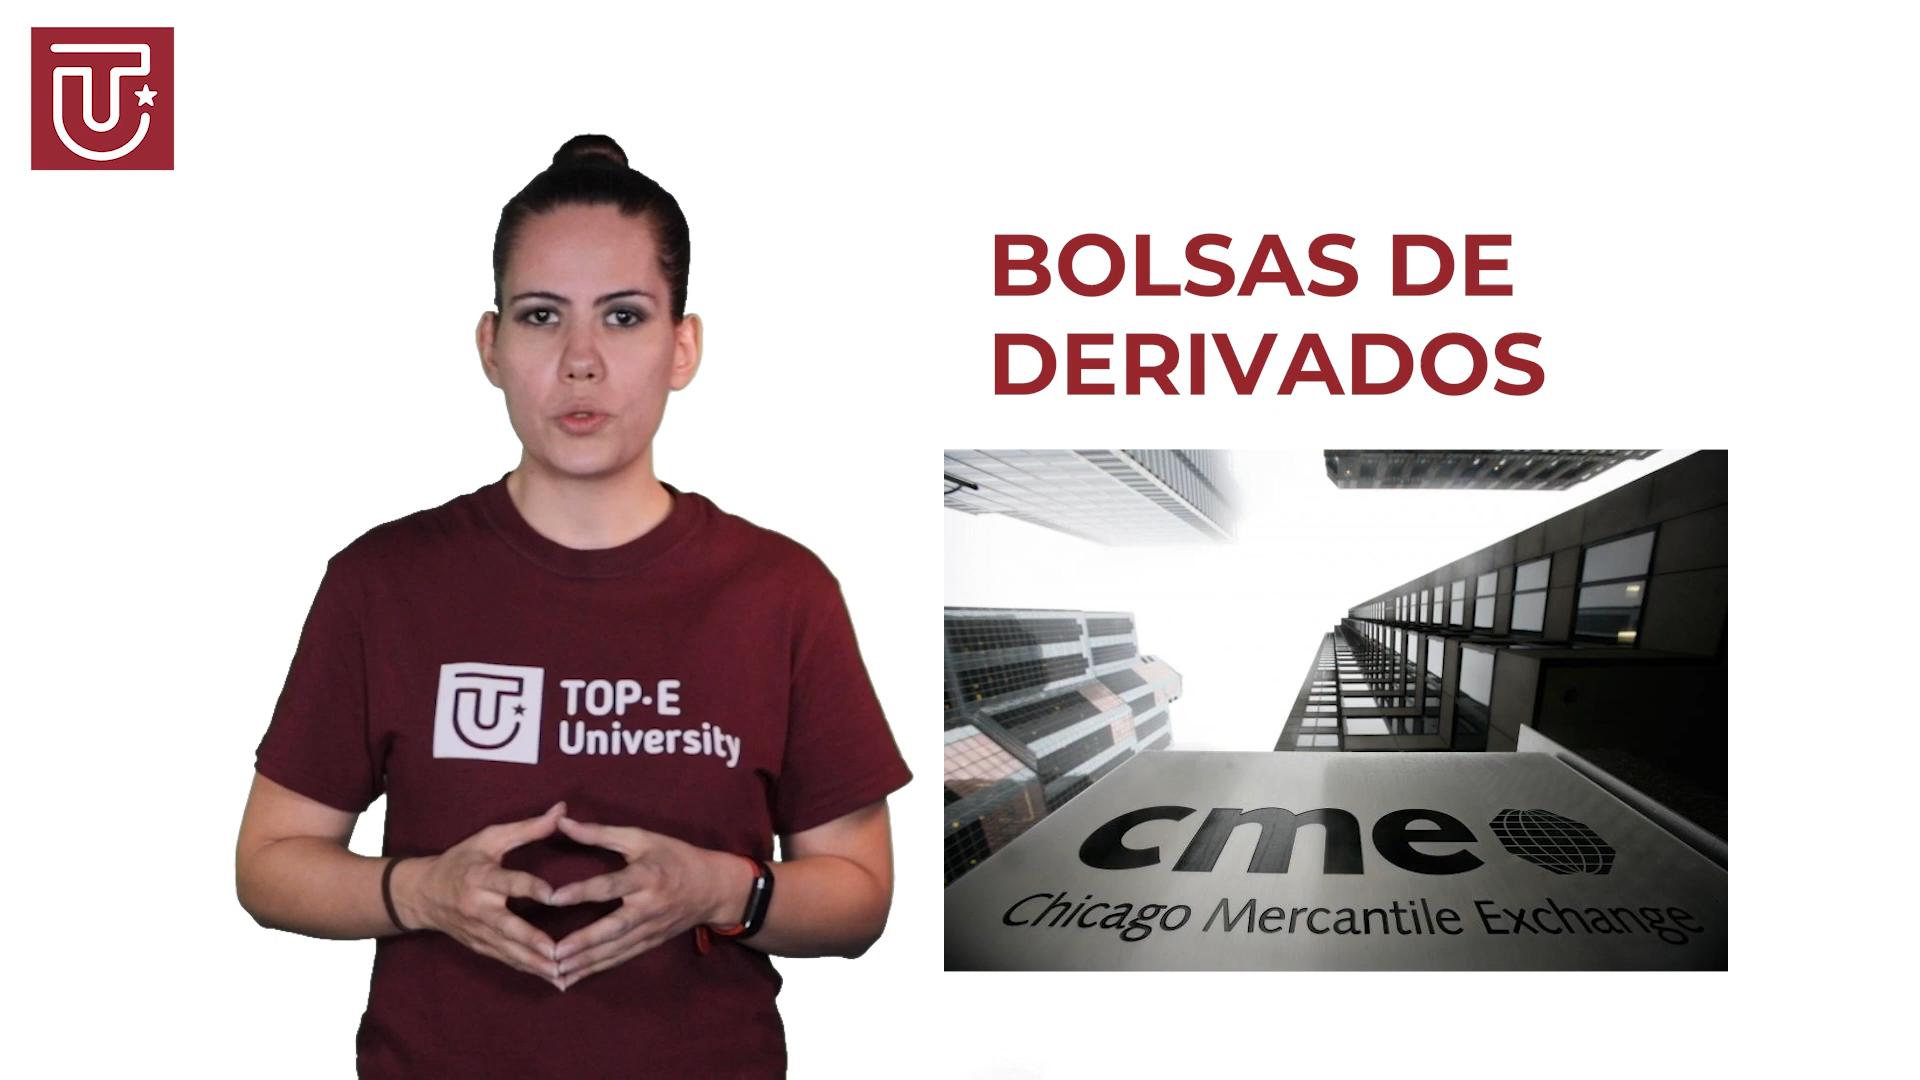 BOLSAS DE
DERIVADOS
TOP·E
University
cme
Chicago Mercantile Exchange